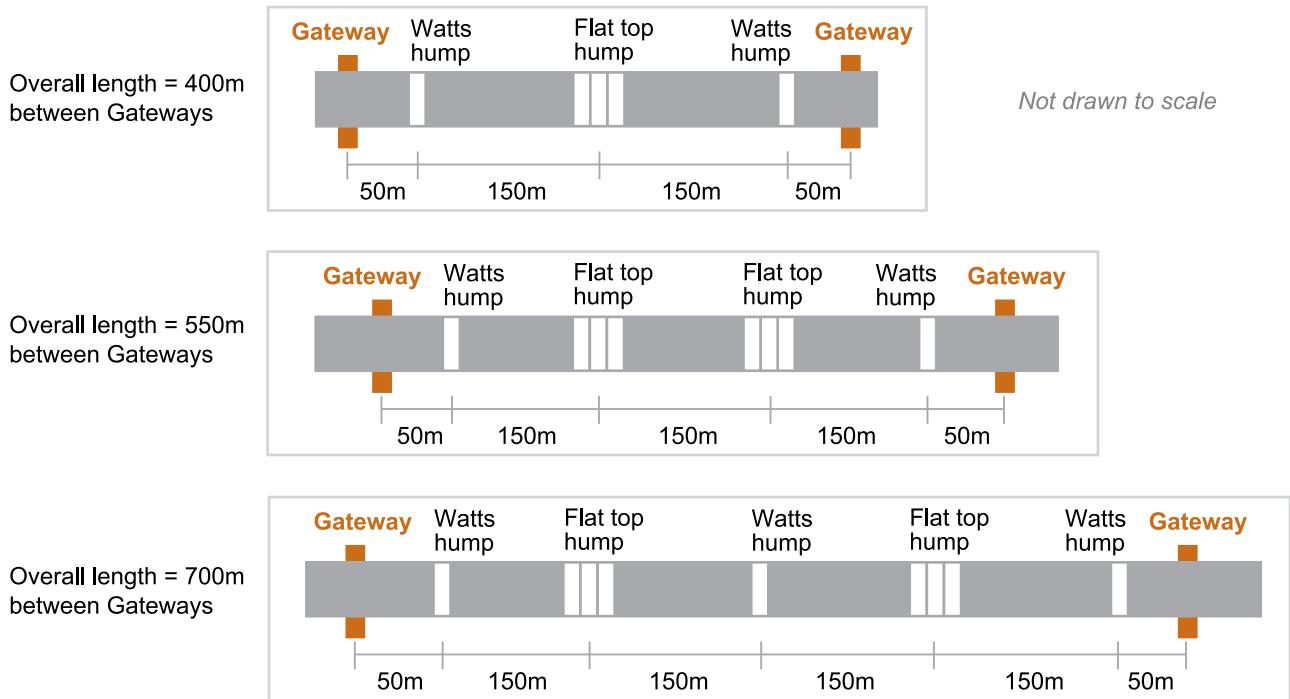 Gateway
Watts
hump
Flat top
hump
Watts
hump
Gateway
Overall length = 400m
between Gateways
Not drawn to scale
50m
150m
150m
50m
Gateway
Watts
hump
Flat top
hump
Flat top
hump
Watts
hump
Gateway
Overall length = 550m
between Gateways
50m
150m
150m
150m
50m
Gateway
Watts
hump
Flat top
hump
Watts
hump
Flat top
hump
Watts
hump
Gateway
Overall length = 700m
between Gateways
50m
150m
150m
150m
150m
50m